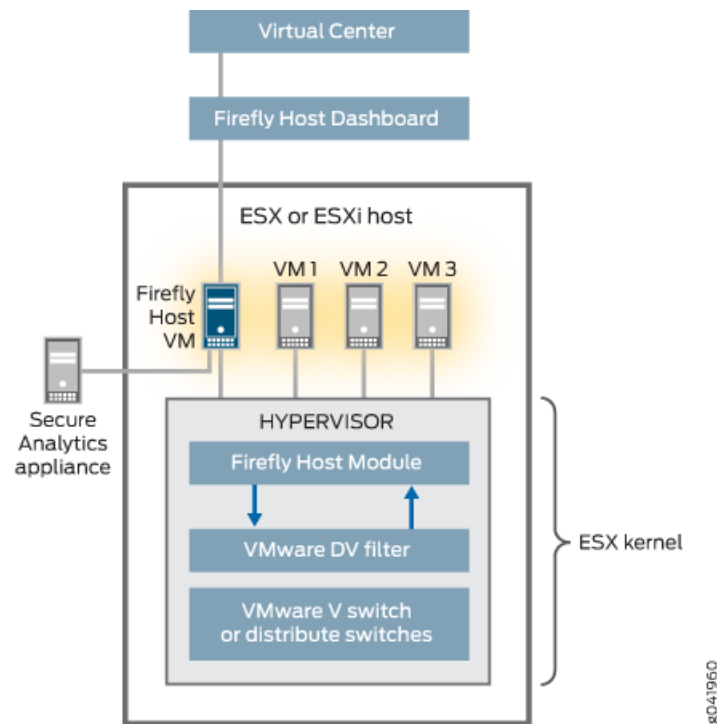 Virtual Center
Firefly Host Dashboard
ESX or ESXi host
Firefly
Host
VM
VM 1
VM 2
VM 3
Secure
Analytics
appliance
HYPERVISOR
Firefly Host Module
VMware DV filter
VMware V switch
or distribute switches
ESX kernel
g041960